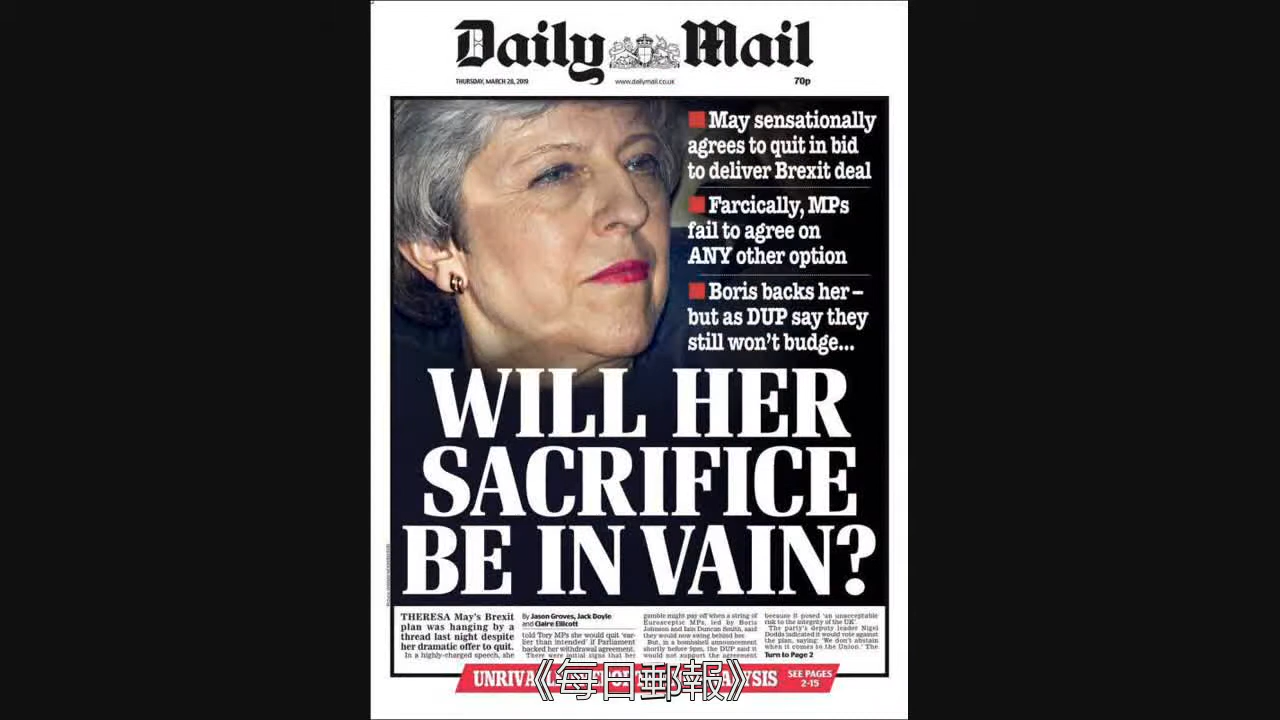 Daily Mail
THURSDAY, MARCH 28, 2019
www.dailymail.co.uk
70p
May sensationally
agrees to quit in bid
to deliver Brexit deal
Farcically, MPs
fail to agree on
ANY other option
Boris backs her –
but as DUP say they
still won't budge...
WILL HER
SACRIFICE
BE IN VAIN?
THERESA May's Brexit
plan was hanging by a
thread last night despite
her dramatic offer to quit.
In a highly-charged speech, she
By Jason Groves, Jack Doyle
and Claire Ellicott
told Tory MPs she would quit 'ear-
lier than intended' if Parliament
backed her withdrawal agreement.
There were initial signs that her
gamble might pay off when a string of
Eurosceptic MPs, led by Boris
Johnson and Iain Duncan Smith, said
they would now swing behind her.
But, in a bombshell announcement
shortly before 9pm, the DUP said it
would not support the agreement
because it posed 'an unacceptable
risk to the integrity of the UK'.
The party's deputy leader Nigel
Dodds indicated it would vote against
the plan, saying: 'We don't abstain
when it comes to the Union.' The
Turn to Page 2
SEE PAGES
2-15
《每日郵報》